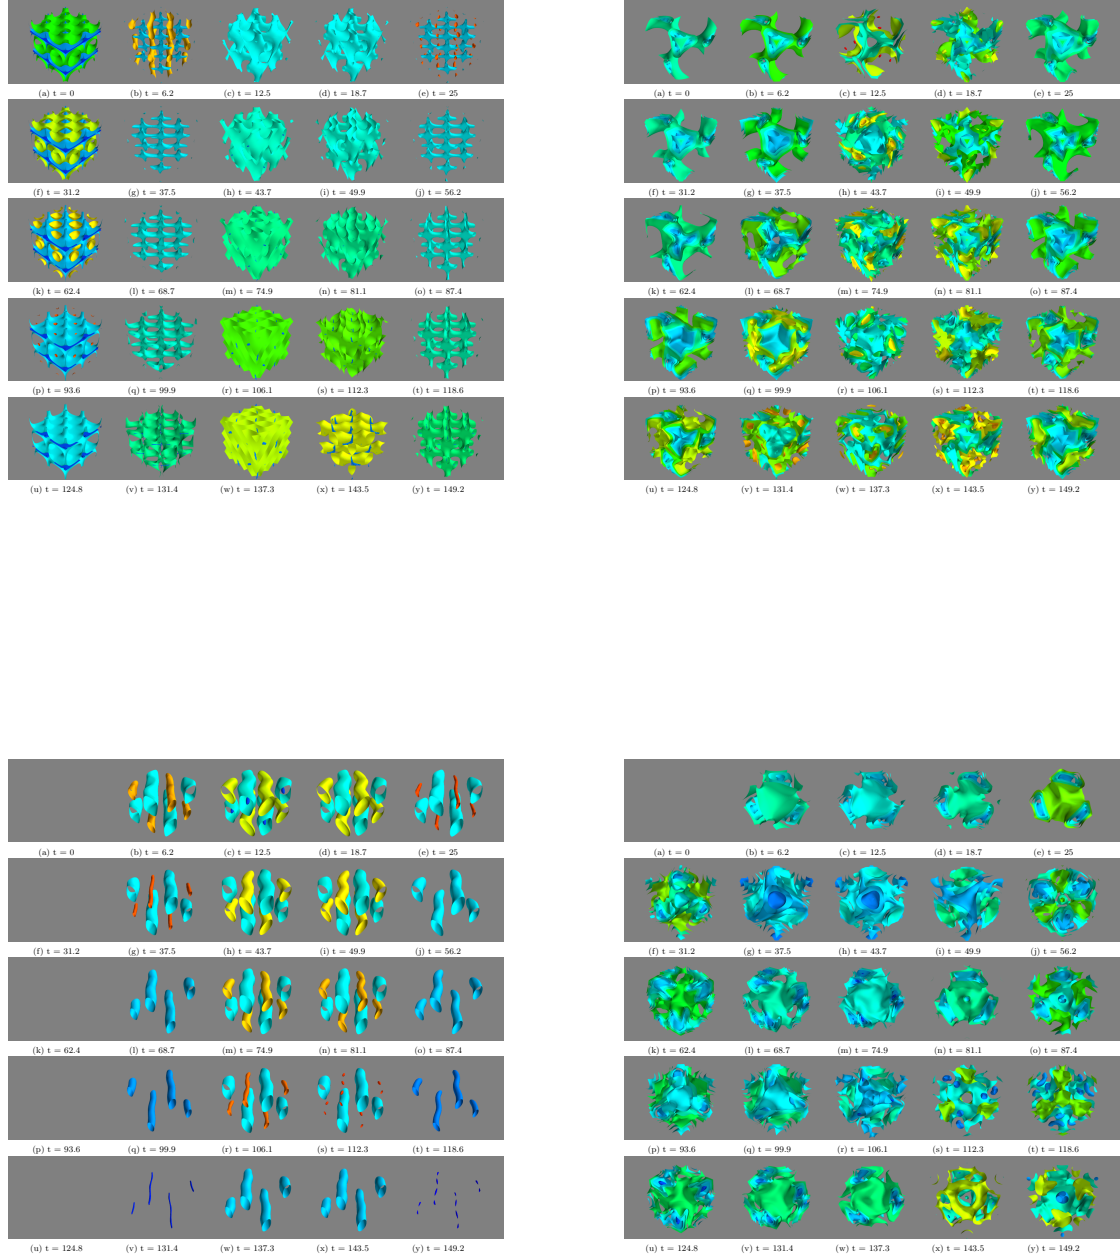 (a) t = 0 (b) t = 6.2 (c) t = 12.5 (d) t = 18.7 (e) t = 25
(f) t = 31.2 (g) t = 37.5 (h) t = 43.7 (i) t = 49.9 (j) t = 56.2
(k) t = 62.4 (l) t = 68.7 (m) t = 74.9 (n) t = 81.1 (o) t = 87.4
(p) t = 93.6 (q) t = 99.9 (r) t = 106.1 (s) t = 112.3 (t) t = 118.6
(u) t = 124.8 (v) t = 131.4 (w) t = 137.3 (x) t = 143.5 (y) t = 149.2
(a) t = 0 (b) t = 6.2 (c) t = 12.5 (d) t = 18.7 (e) t = 25
(f) t = 31.2 (g) t = 37.5 (h) t = 43.7 (i) t = 49.9 (j) t = 56.2
(k) t = 62.4 (l) t = 68.7 (m) t = 74.9 (n) t = 81.1 (o) t = 87.4
(p) t = 93.6 (q) t = 99.9 (r) t = 106.1 (s) t = 112.3 (t) t = 118.6
(u) t = 124.8 (v) t = 131.4 (w) t = 137.3 (x) t = 143.5 (y) t = 149.2
(a) t = 0 (b) t = 6.2 (c) t = 12.5 (d) t = 18.7 (e) t = 25
(f) t = 31.2 (g) t = 37.5 (h) t = 43.7 (i) t = 49.9 (j) t = 56.2
(k) t = 62.4 (l) t = 68.7 (m) t = 74.9 (n) t = 81.1 (o) t = 87.4
(p) t = 93.6 (q) t = 99.9 (r) t = 106.1 (s) t = 112.3 (t) t = 118.6
(u) t = 124.8 (v) t = 131.4 (w) t = 137.3 (x) t = 143.5 (y) t = 149.2
(a) t = 0 (b) t = 6.2 (c) t = 12.5 (d) t = 18.7 (e) t = 25
(f) t = 31.2 (g) t = 37.5 (h) t = 43.7 (i) t = 49.9 (j) t = 56.2
(k) t = 62.4 (l) t = 68.7 (m) t = 74.9 (n) t = 81.1 (o) t = 87.4
(p) t = 93.6 (q) t = 99.9 (r) t = 106.1 (s) t = 112.3 (t) t = 118.6
(u) t = 124.8 (v) t = 131.4 (w) t = 137.3 (x) t = 143.5 (y) t = 149.2